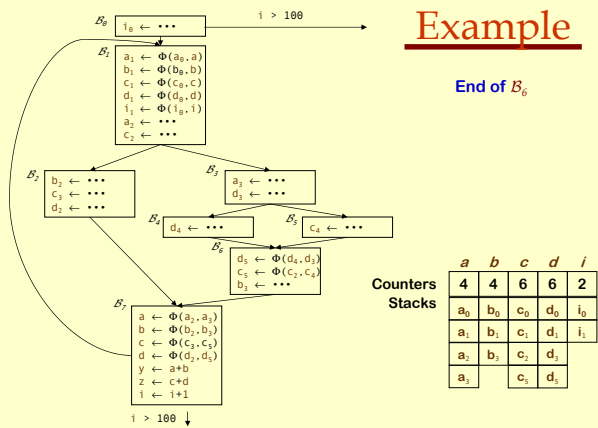 Example
End of B6
i > 100
B0
i₀ ← •••
B1
a₁ ← Φ(a₀,a)
b₁ ← Φ(b₀,b)
c₁ ← Φ(c₀,c)
d₁ ← Φ(d₀,d)
i₁ ← Φ(i₀,i)
a₂ ← •••
c₂ ← •••
B2
b₂ ← •••
c₃ ← •••
d₂ ← •••
B3
a₃ ← •••
d₃ ← •••
B4
d₄ ← •••
B5
c₄ ← •••
B6
d₅ ← Φ(d₄,d₃)
c₅ ← Φ(c₂,c₄)
b₃ ← •••
B7
a ← Φ(a₂,a₃)
b ← Φ(b₂,b₃)
c ← Φ(c₃,c₅)
d ← Φ(d₂,d₅)
y ← a+b
z ← c+d
i ← i+1
i > 100
a b c d i
Counters 4 4 6 6 2
Stacks a₀ b₀ c₀ d₀ i₀
a₁ b₁ c₁ d₁ i₁
a₂ b₃ c₂ d₃
a₃ c₅ d₅